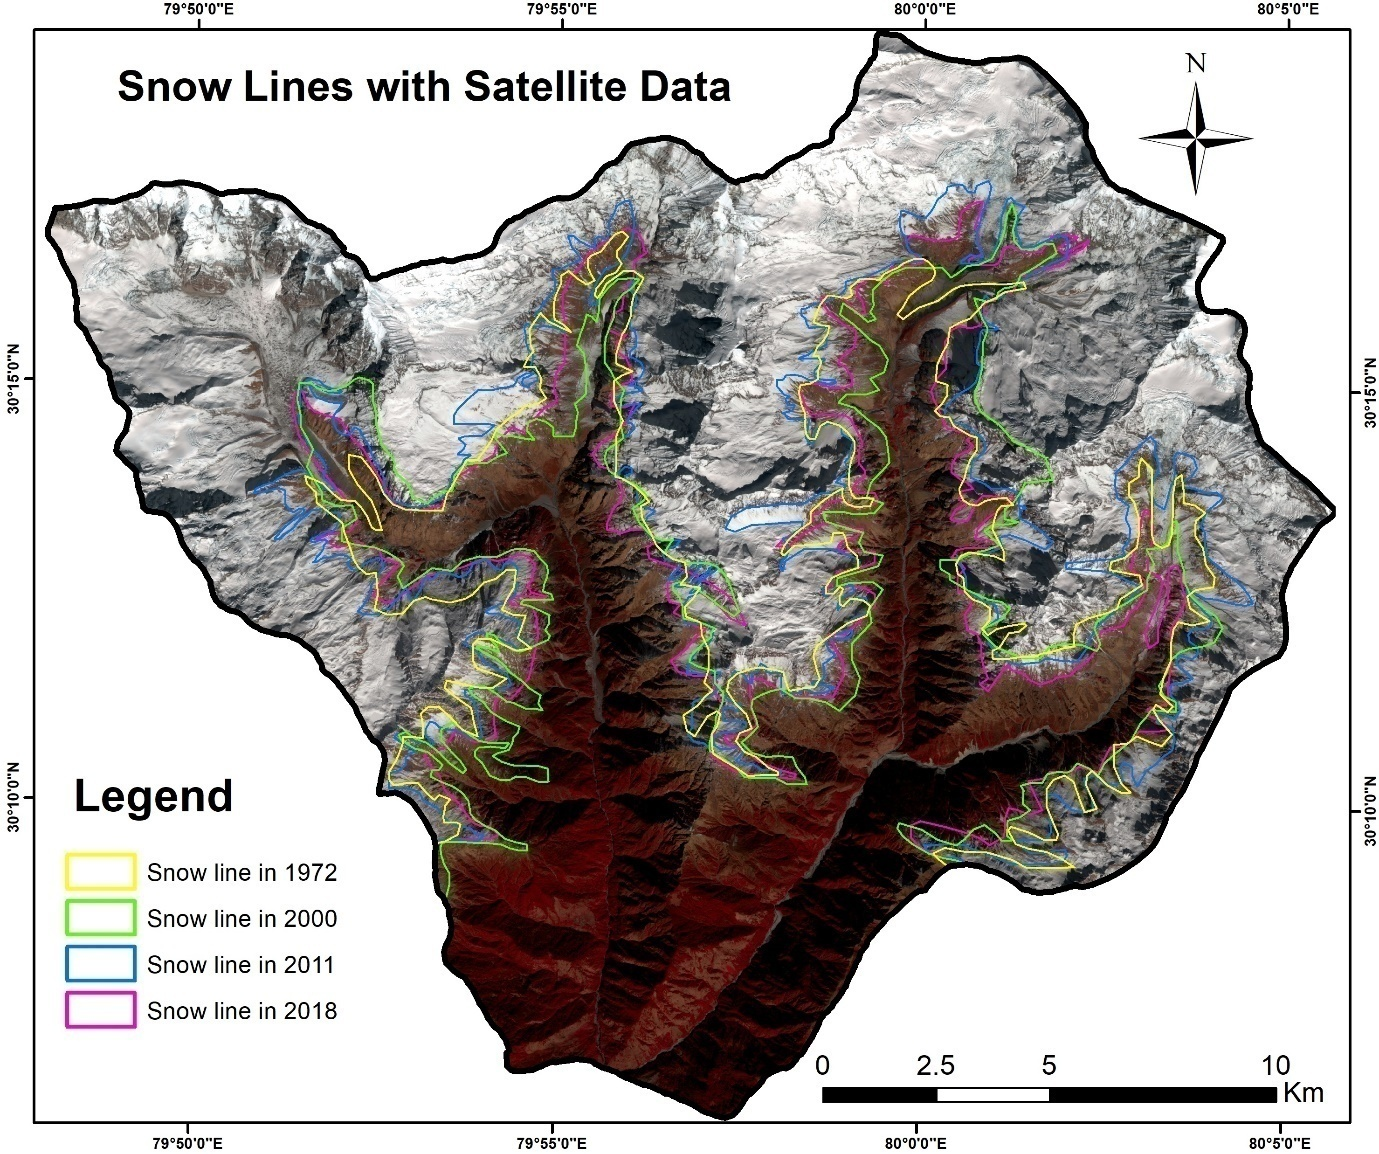 79°50'0"E 79°55'0"E 80°0'0"E 80°5'0"E
Snow Lines with Satellite Data
N
30°15'0"N 30°15'0"N
30°10'0"N 30°10'0"N
Legend
Snow line in 1972
Snow line in 2000
Snow line in 2011
Snow line in 2018
0 2.5 5 10
Km
79°50'0"E 79°55'0"E 80°0'0"E 80°5'0"E